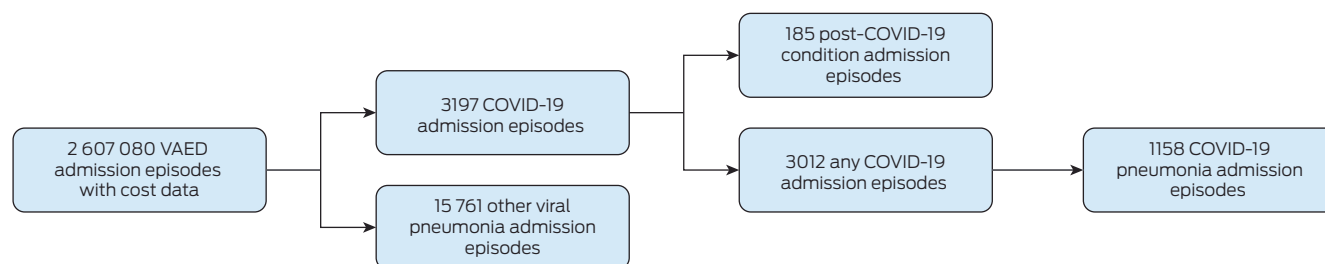 2 607 080 VAED
admission episodes
with cost data
3197 COVID-19
admission episodes
15 761 other viral
pneumonia admission
episodes
185 post-COVID-19
condition admission
episodes
3012 any COVID-19
admission episodes
1158 COVID-19
pneumonia admission
episodes